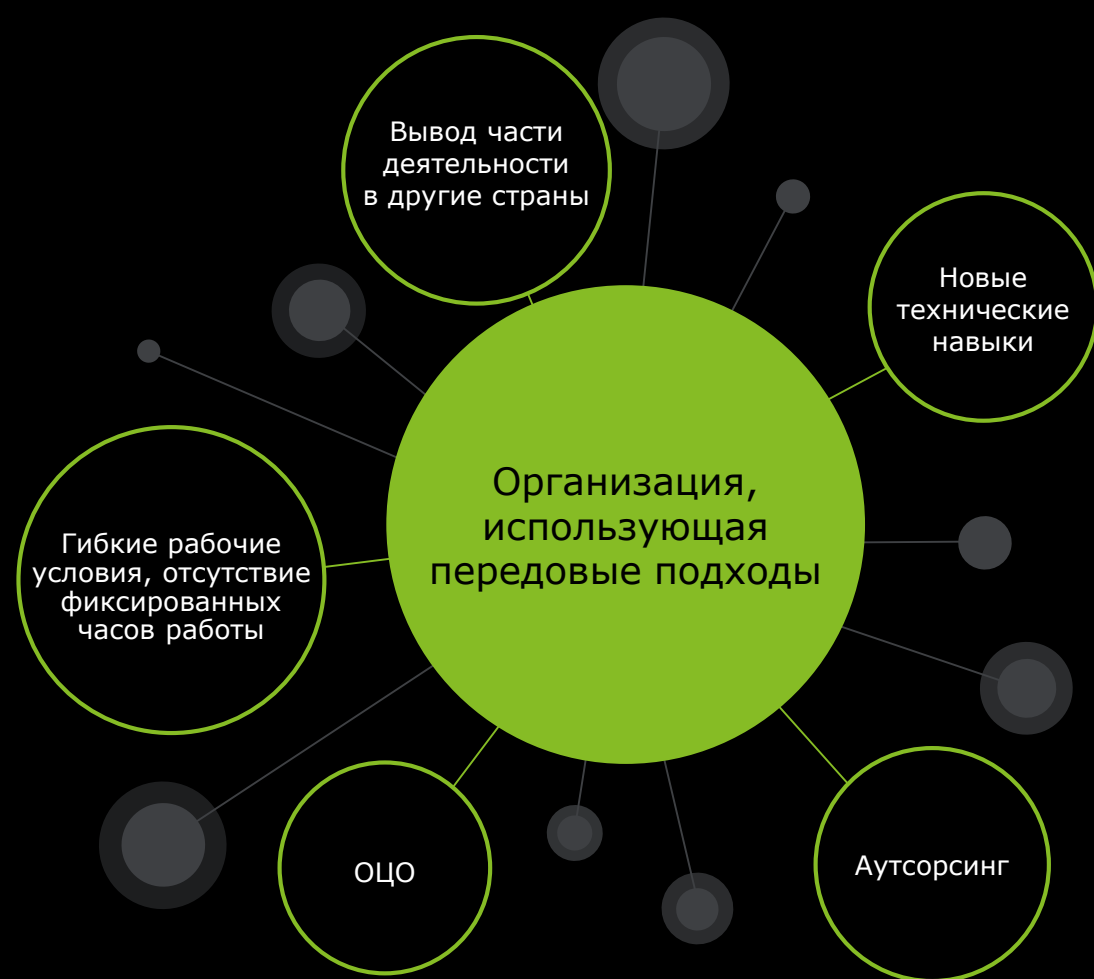 Вывод части
деятельности
в другие страны
Новые
технические
навыки
Организация,
использующая
передовые подходы
Гибкие рабочие
условия, отсутствие
фиксированных
часов работы
ОЦО
Аутсорсинг